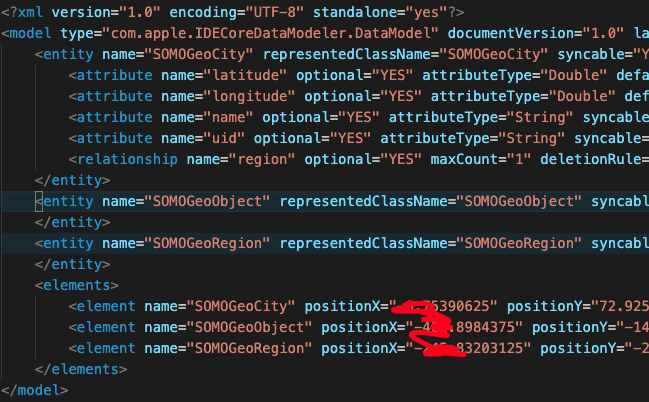 <?xml version="1.0" encoding="UTF-8" standalone="yes"?>
<model type="com.apple.IDECoreDataModeler.DataModel" documentVersion="1.0" la
<entity name="SOMOGeoCity" representedClassName="SOMOGeoCity" syncable="Y
<attribute name="latitude" optional="YES" attributeType="Double" defa
<attribute name="longitude" optional="YES" attributeType="Double" def
<attribute name="name" optional="YES" attributeType="String" syncable
<attribute name="uid" optional="YES" attributeType="String" syncable=
<relationship name="region" optional="YES" maxCount="1" deletionRule=
</entity>
<entity name="SOMOGeoObject" representedClassName="SOMOGeoObject" syncabl
</entity>
<entity name="SOMOGeoRegion" representedClassName="SOMOGeoRegion" syncabl
</entity>
<elements>
<element name="SOMOGeoCity" positionX=" 75390625" positionY="72.925
<element name="SOMOGeoObject" positionX=" .8984375" positionY="-14
<element name="SOMOGeoRegion" positionX=" 83203125" positionY="-2
</elements>
</model>